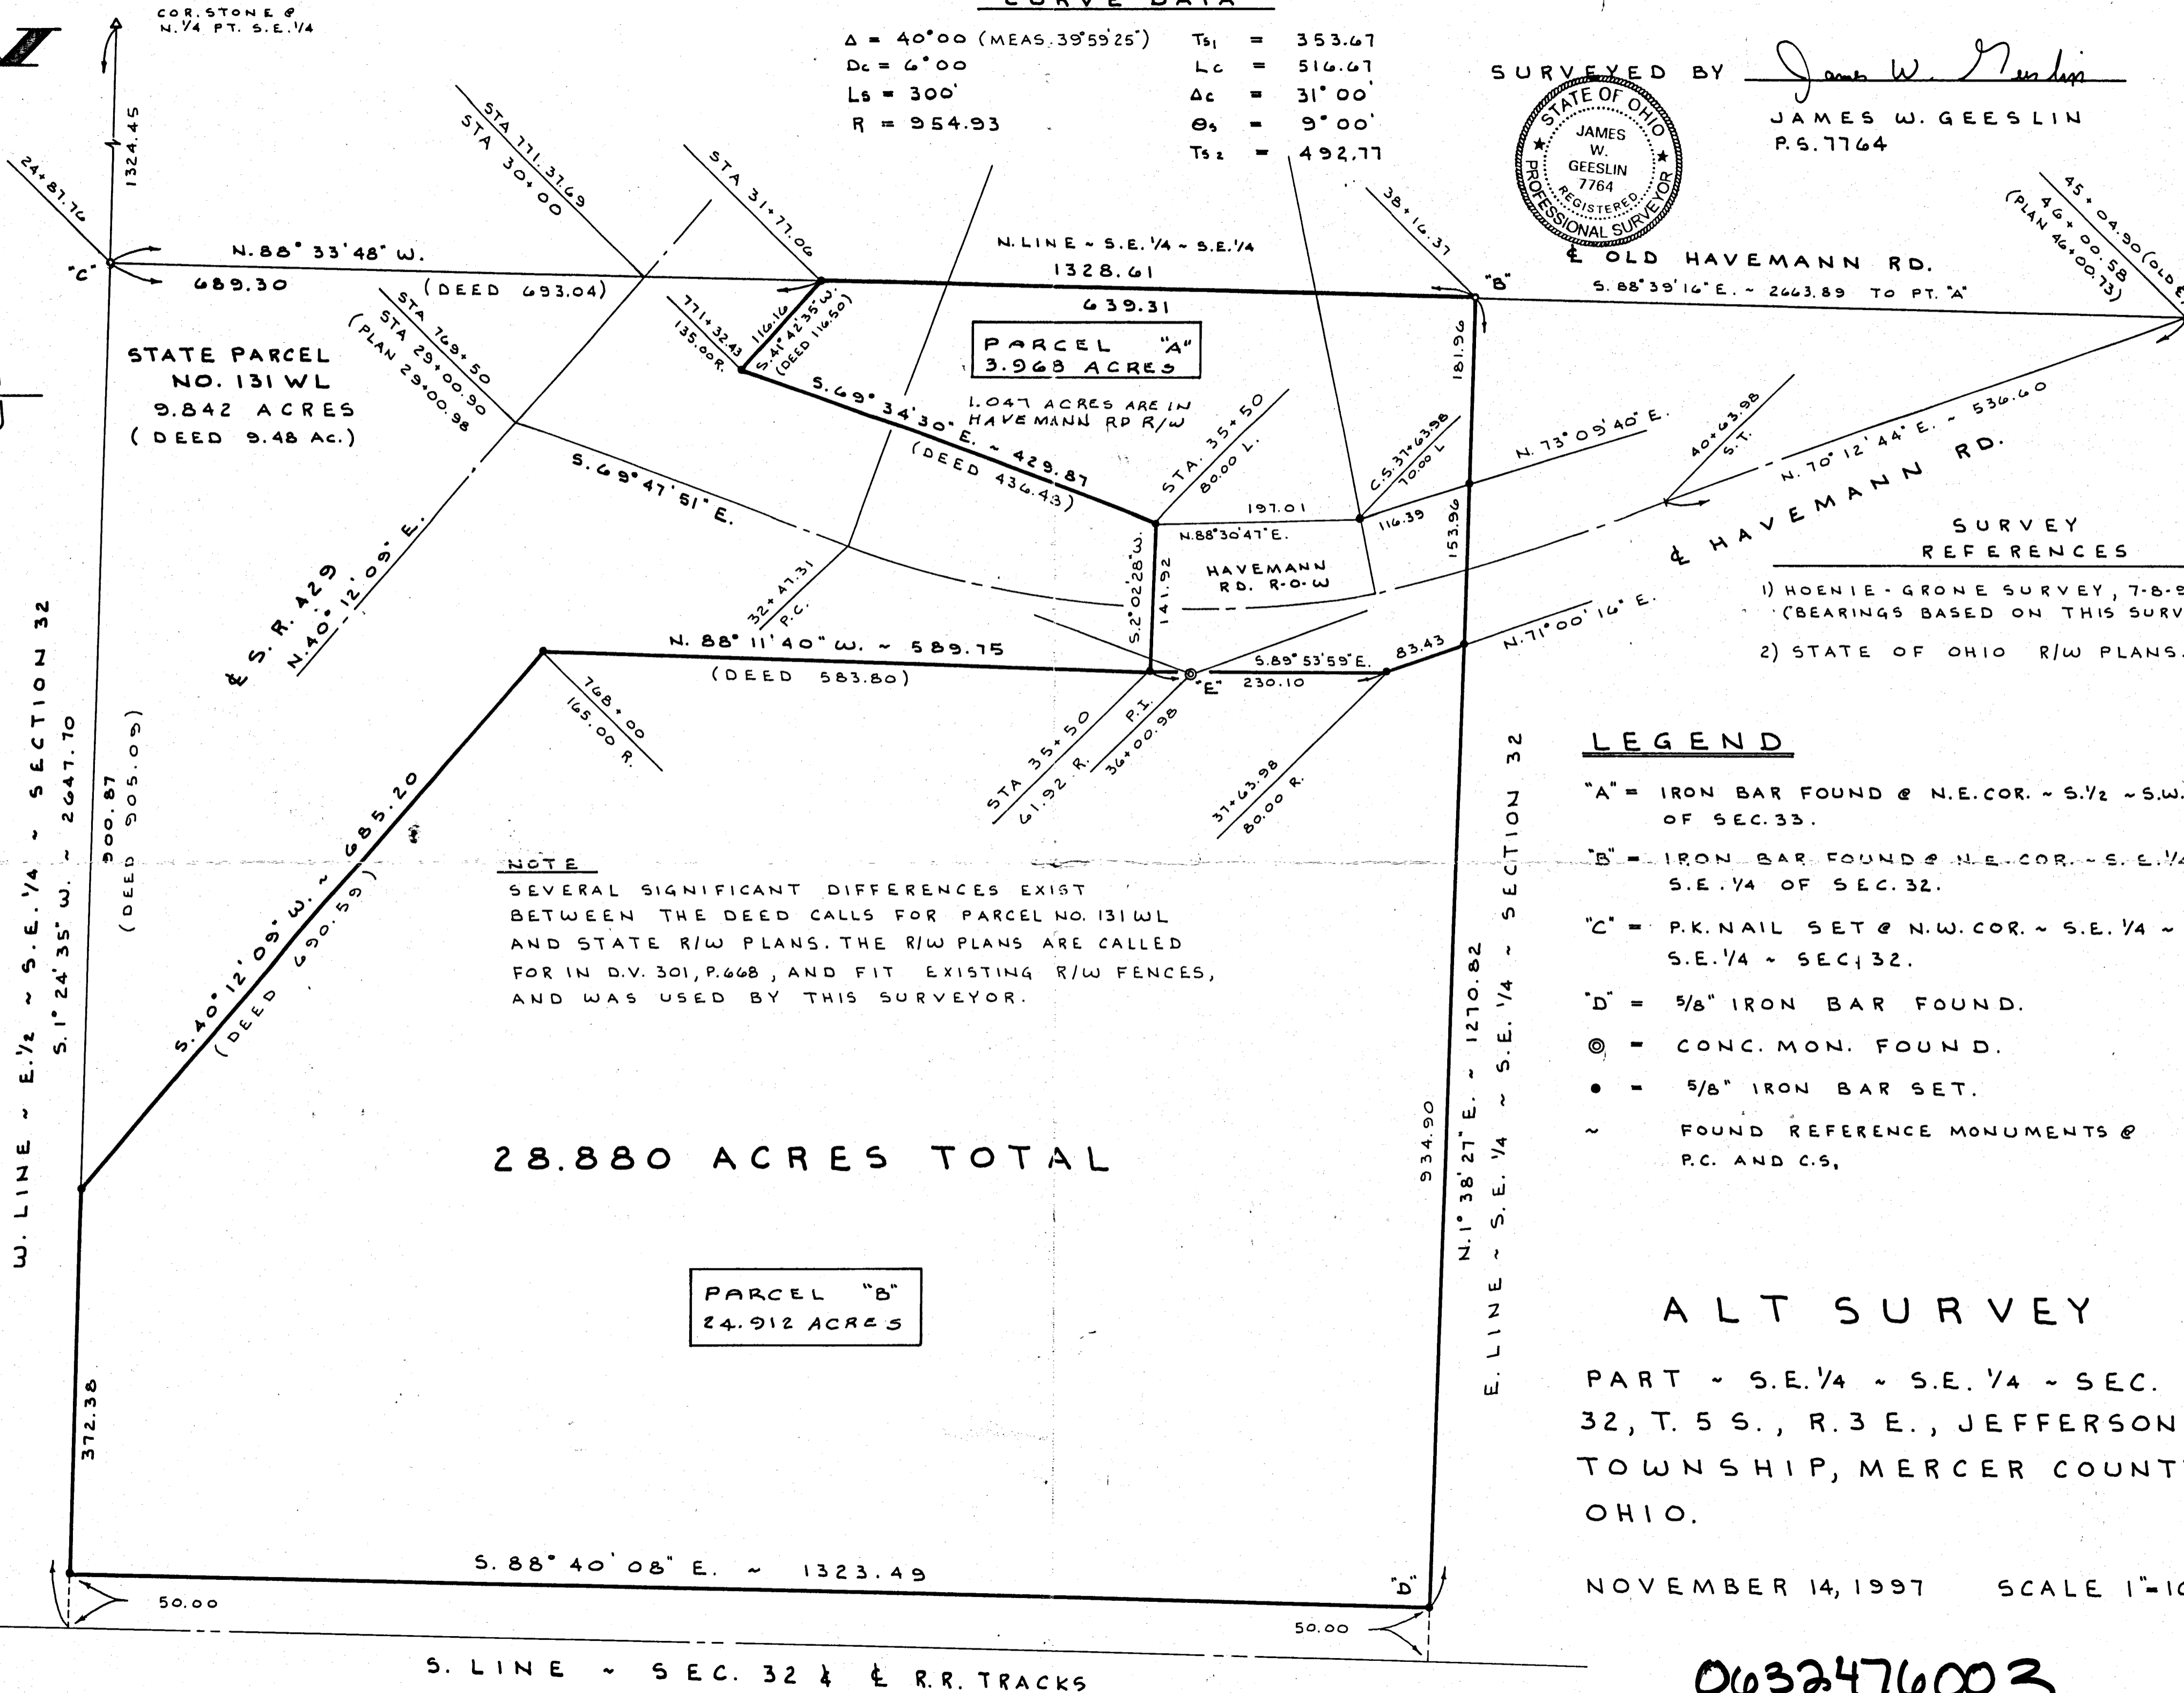 CURVE DATA
COR. STONE @
N. 1/4 PT. S.E. 1/4
Δ = 40°00 (MEAS. 39°59'25")
Dc = 6°00
Ls = 300'
R = 954.93
Ts1 = 353.67
Lc = 516.67
Δc = 31°00'
Θs = 9°00'
Ts2 = 492.77
SURVEYED BY James W. Geeslin
JAMES W. GEESLIN
P.S. 7764
STATE OF OHIO
JAMES
W.
GEESLIN
7764
REGISTERED
PROFESSIONAL SURVEYOR
1324.45
24+87.76
"C"
STA 771.37.69
STA 30+00
STA 31+77.06
38+16.37
45+04.90 (OLD
46+00.58
(PLAN 46+00.73)
N. 88° 33' 48" W.
689.30
(DEED 693.04)
N. LINE ~ S.E. 1/4 ~ S.E. 1/4
1328.61
639.31
"B"
℄ OLD HAVEMANN RD.
S. 88°39'16" E. ~ 2663.89 TO PT. "A"
STATE PARCEL
NO. 131 WL
9.842 ACRES
(DEED 9.48 AC.)
STA 769+50
STA 29+00.90
(PLAN 29+00.98
771+32.43
135.00 R.
116.16
S. 41°42'35" W.
(DEED 116.50)
PARCEL "A"
3.968 ACRES
1.047 ACRES ARE IN
HAVEMANN RD R/W
181.96
S. 69° 34' 30" E. ~ 429.87
(DEED 436.43)
S. 69° 47' 51" E.
STA. 35+50
80.00 L.
C.S. 37+63.98
70.00 L
N. 73° 09' 40" E.
40+63.98
S.T.
N. 70° 12' 44" E. ~ 536.60
℄ HAVEMANN RD.
197.01
N. 88°30'47" E.
116.39
153.96
HAVEMANN
RD. R-O-W
S. 2°02'28" W.
141.92
32+47.31
P.C.
℄ S.R. A29
N. 40° 12' 09" E.
N. 88° 11' 40" W. ~ 589.75
(DEED 583.80)
768+00
165.00 R.
"E"
S. 89° 53' 59" E.
230.10
83.43
N. 71° 00' 16" E.
STA 35+50
61.92 R.
P.I.
36+00.98
37+63.98
80.00 R.
SURVEY
REFERENCES
1) HOENIE - GRONE SURVEY, 7-8-9
(BEARINGS BASED ON THIS SURV
2) STATE OF OHIO R/W PLANS.
W. LINE ~ E. 1/2 ~ S.E. 1/4 ~ SECTION 32
S. 1° 24' 35" W. ~ 2647.70
900.87
(DEED 905.09)
S. 40° 12' 09" W. ~ 685.20
(DEED 690.59)
NOTE
SEVERAL SIGNIFICANT DIFFERENCES EXIST
BETWEEN THE DEED CALLS FOR PARCEL NO. 131 WL
AND STATE R/W PLANS. THE R/W PLANS ARE CALLED
FOR IN D.V. 301, P. 668, AND FIT EXISTING R/W FENCES,
AND WAS USED BY THIS SURVEYOR.
LEGEND
"A" = IRON BAR FOUND @ N.E. COR. ~ S. 1/2 ~ S.W.
OF SEC. 33.
"B" = IRON BAR FOUND @ N.E. COR. ~ S.E. 1/4
S.E. 1/4 OF SEC. 32.
"C" = P.K. NAIL SET @ N.W. COR. ~ S.E. 1/4 ~
S.E. 1/4 ~ SEC. 32.
"D" = 5/8" IRON BAR FOUND.
◎ = CONC. MON. FOUND.
● = 5/8" IRON BAR SET.
~ FOUND REFERENCE MONUMENTS @
P.C. AND C.S.
28.880 ACRES TOTAL
934.90
N. 1° 38' 27" E. ~ 1270.82
E. LINE ~ S.E. 1/4 ~ S.E. 1/4 ~ SECTION 32
PARCEL "B"
24.912 ACRES
372.38
S. 88° 40' 08" E. ~ 1323.49
"D"
50.00
50.00
S. LINE ~ SEC. 32 & ℄ R.R. TRACKS
ALT SURVEY
PART ~ S.E. 1/4 ~ S.E. 1/4 ~ SEC.
32, T. 5 S., R. 3 E., JEFFERSON
TOWNSHIP, MERCER COUNT
OHIO.
NOVEMBER 14, 1997 SCALE 1"=10
0632476003